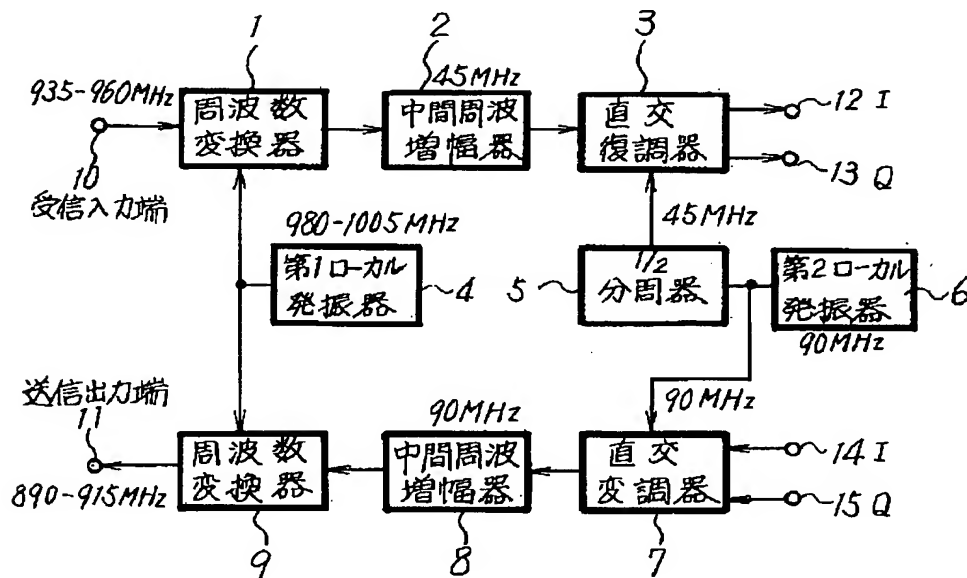 1
2
3
935-960MHz
45MHz
周波数
変換器
中間周波
増幅器
直交
復調器
12 I
13 Q
10
受信入力端
45MHz
980-1005MHz
第1ローカル
発振器
4
5
1/2
分周器
第2ローカル
発振器
6
90MHz
送信出力端
11
90MHz
90MHz
周波数
変換器
中間周波
増幅器
直交
変調器
14 I
15 Q
890-915MHz
9
8
7